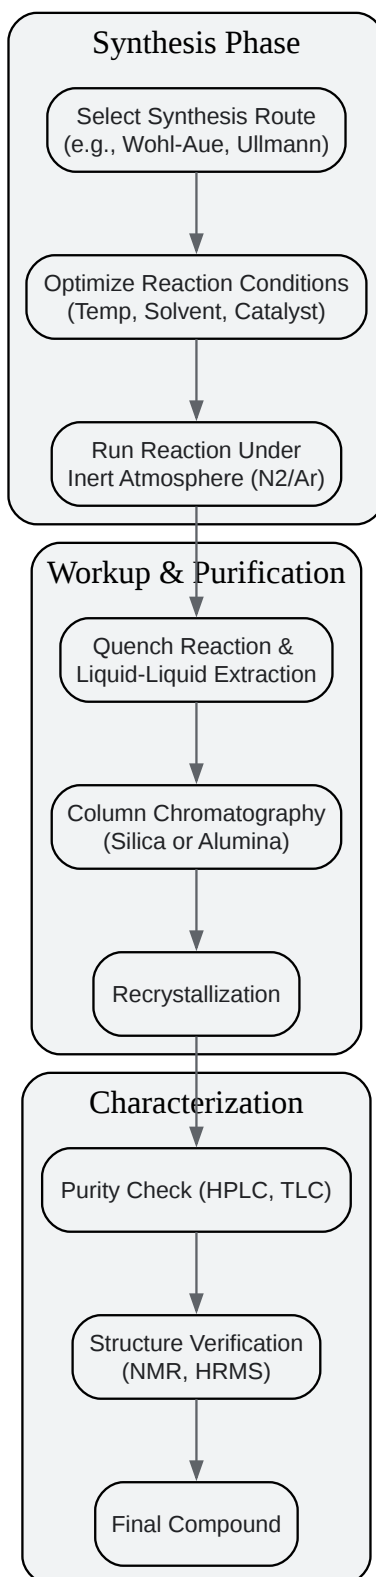 Synthesis Phase
Select Synthesis Route
(e.g., Wohl-Aue, Ullmann)
Optimize Reaction Conditions
(Temp, Solvent, Catalyst)
Run Reaction Under
Inert Atmosphere (N2/Ar)
Workup & Purification
Quench Reaction &
Liquid-Liquid Extraction
Column Chromatography
(Silica or Alumina)
Recrystallization
Characterization
Purity Check (HPLC, TLC)
Structure Verification
(NMR, HRMS)
Final Compound